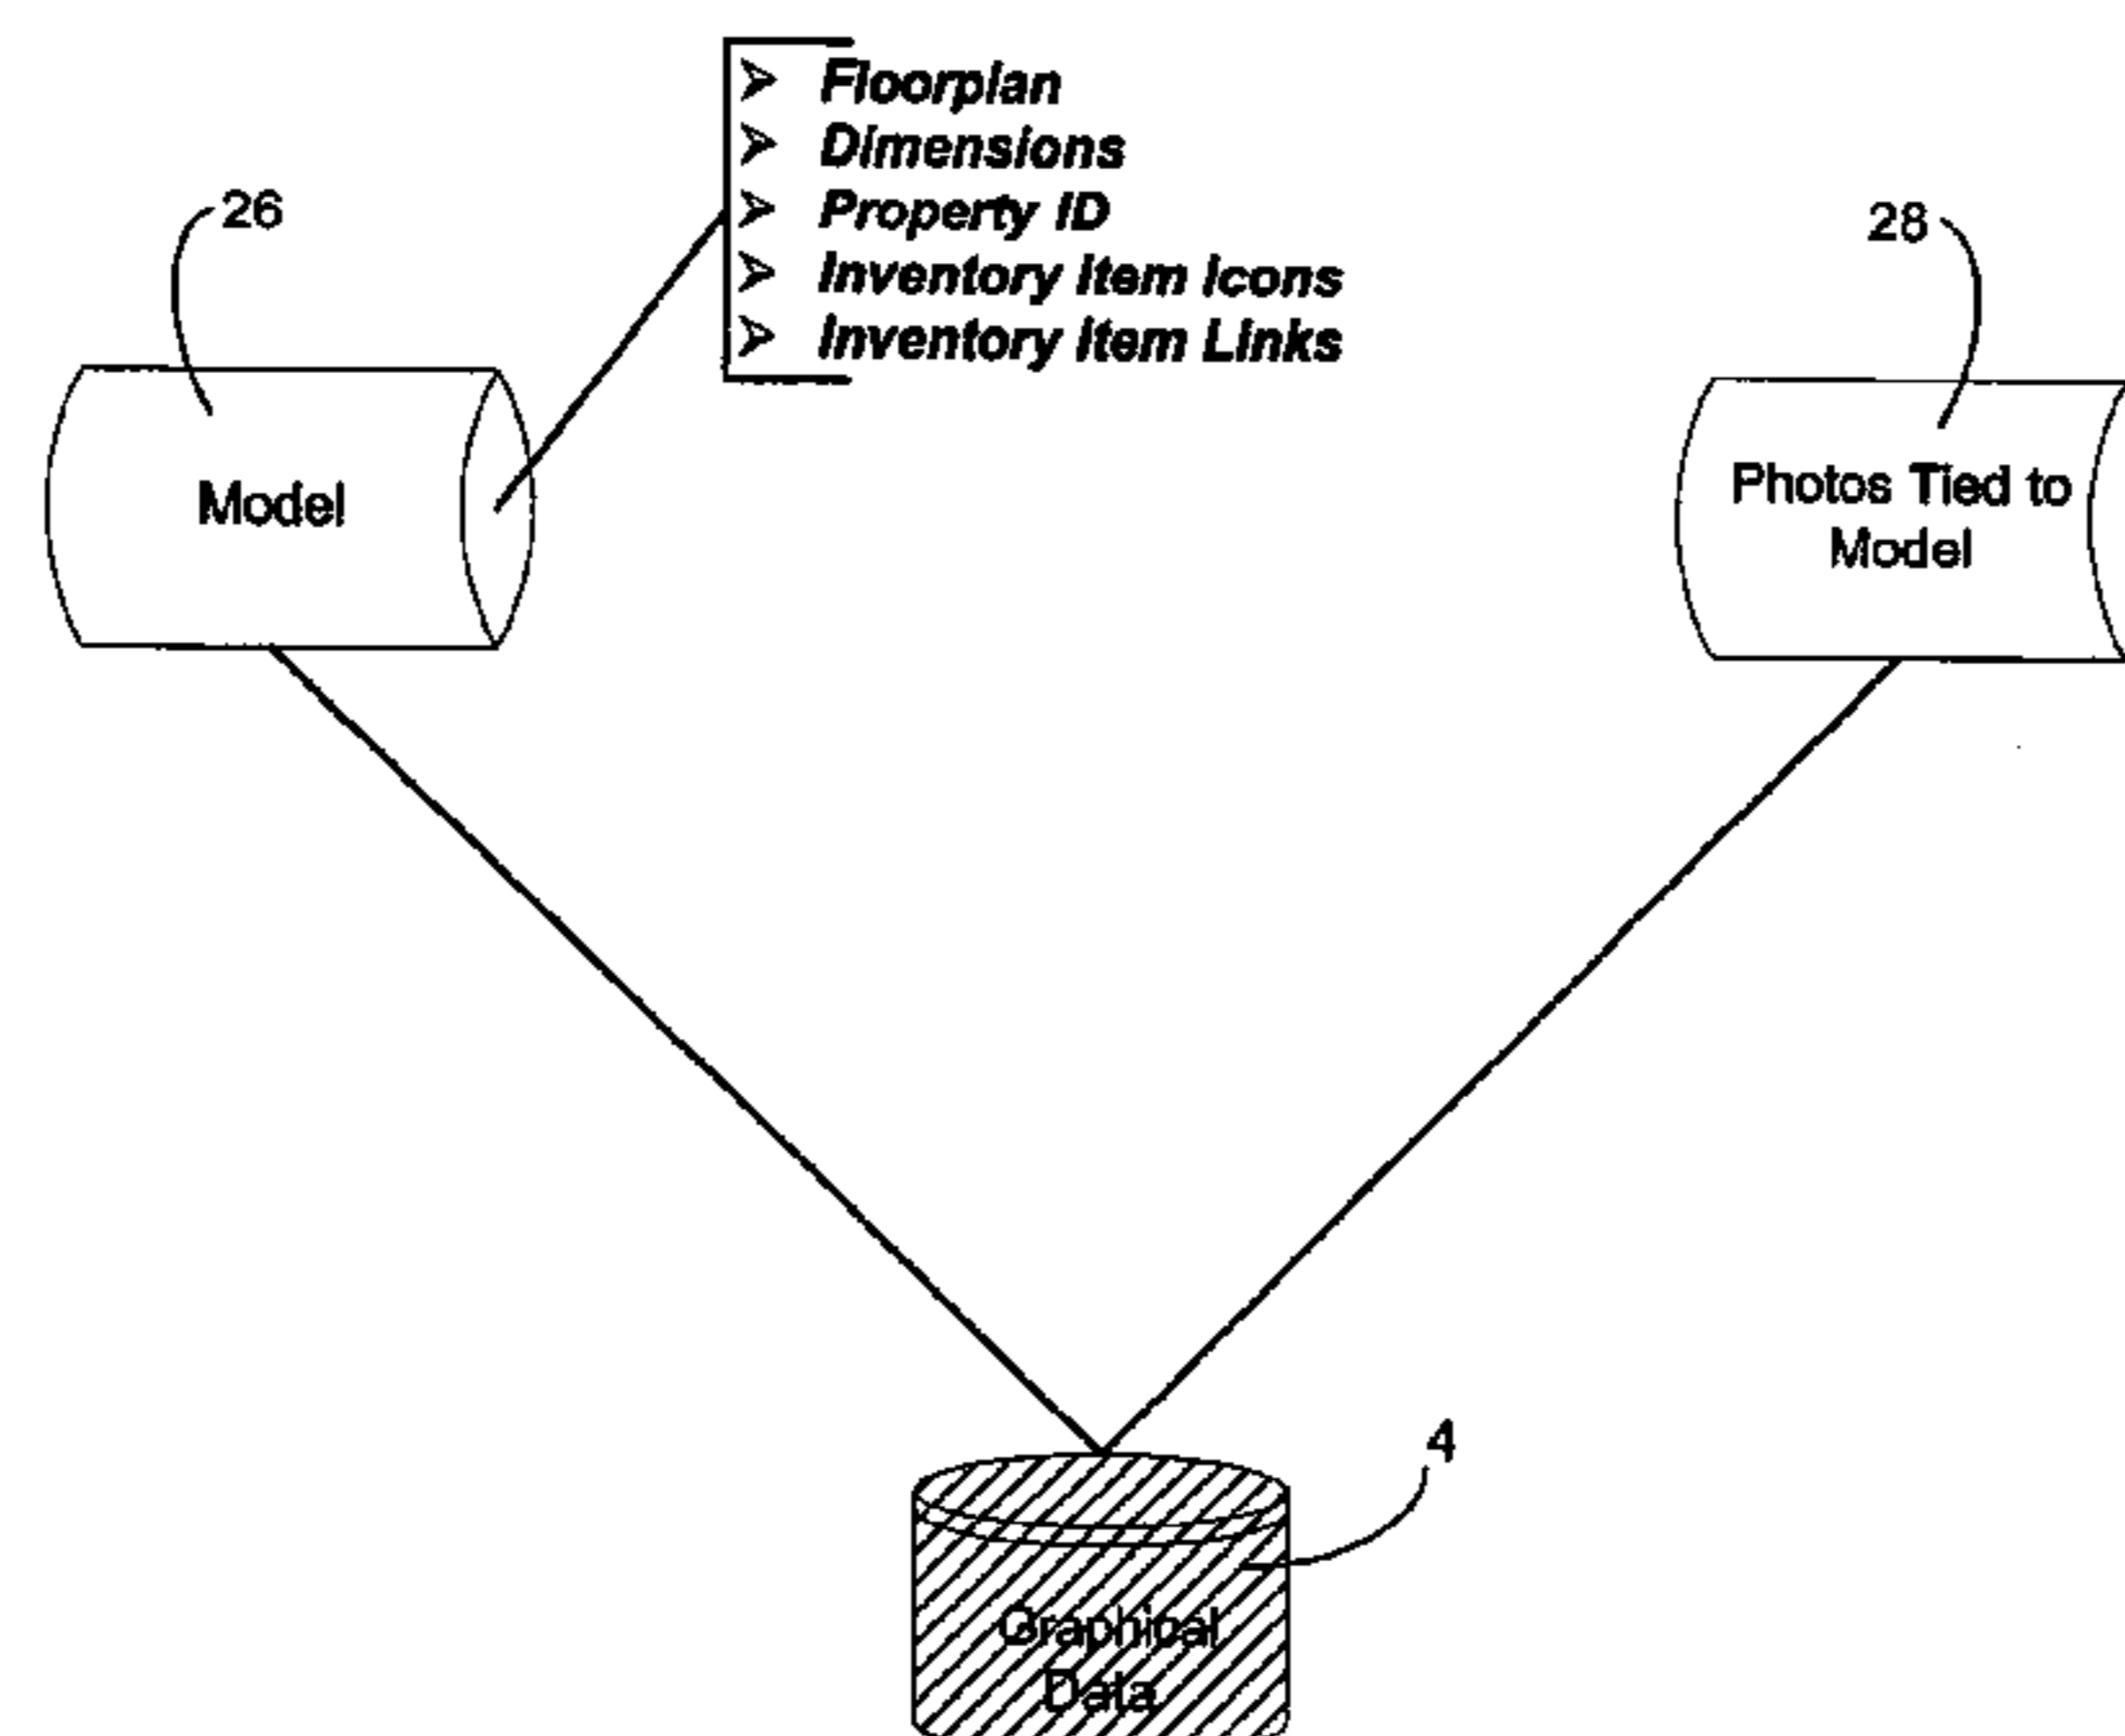 Floorplan
Dimensions
Property ID
Inventory Item Icons
Inventory Item Links
26
28
Model
Photos Tied to
Model
4
Graphical
Data